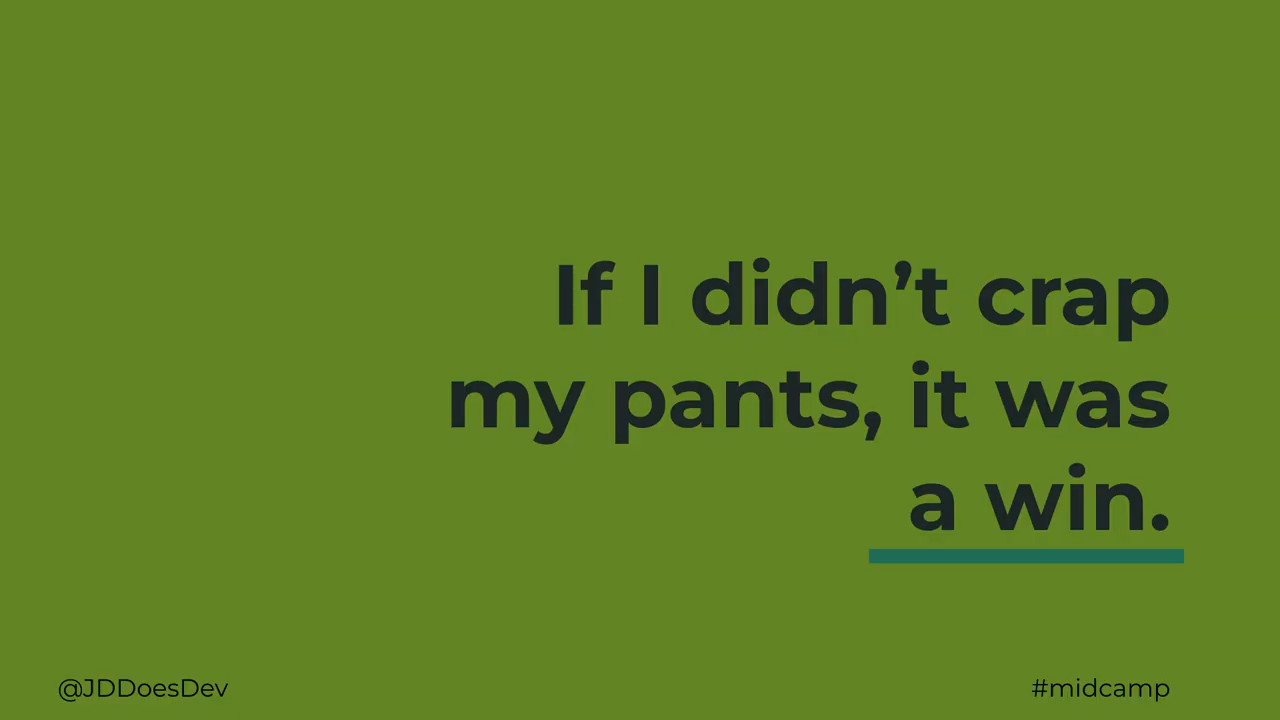 If I didn’t crap
my pants, it was
a win.
@JDDoesDev
#midcamp